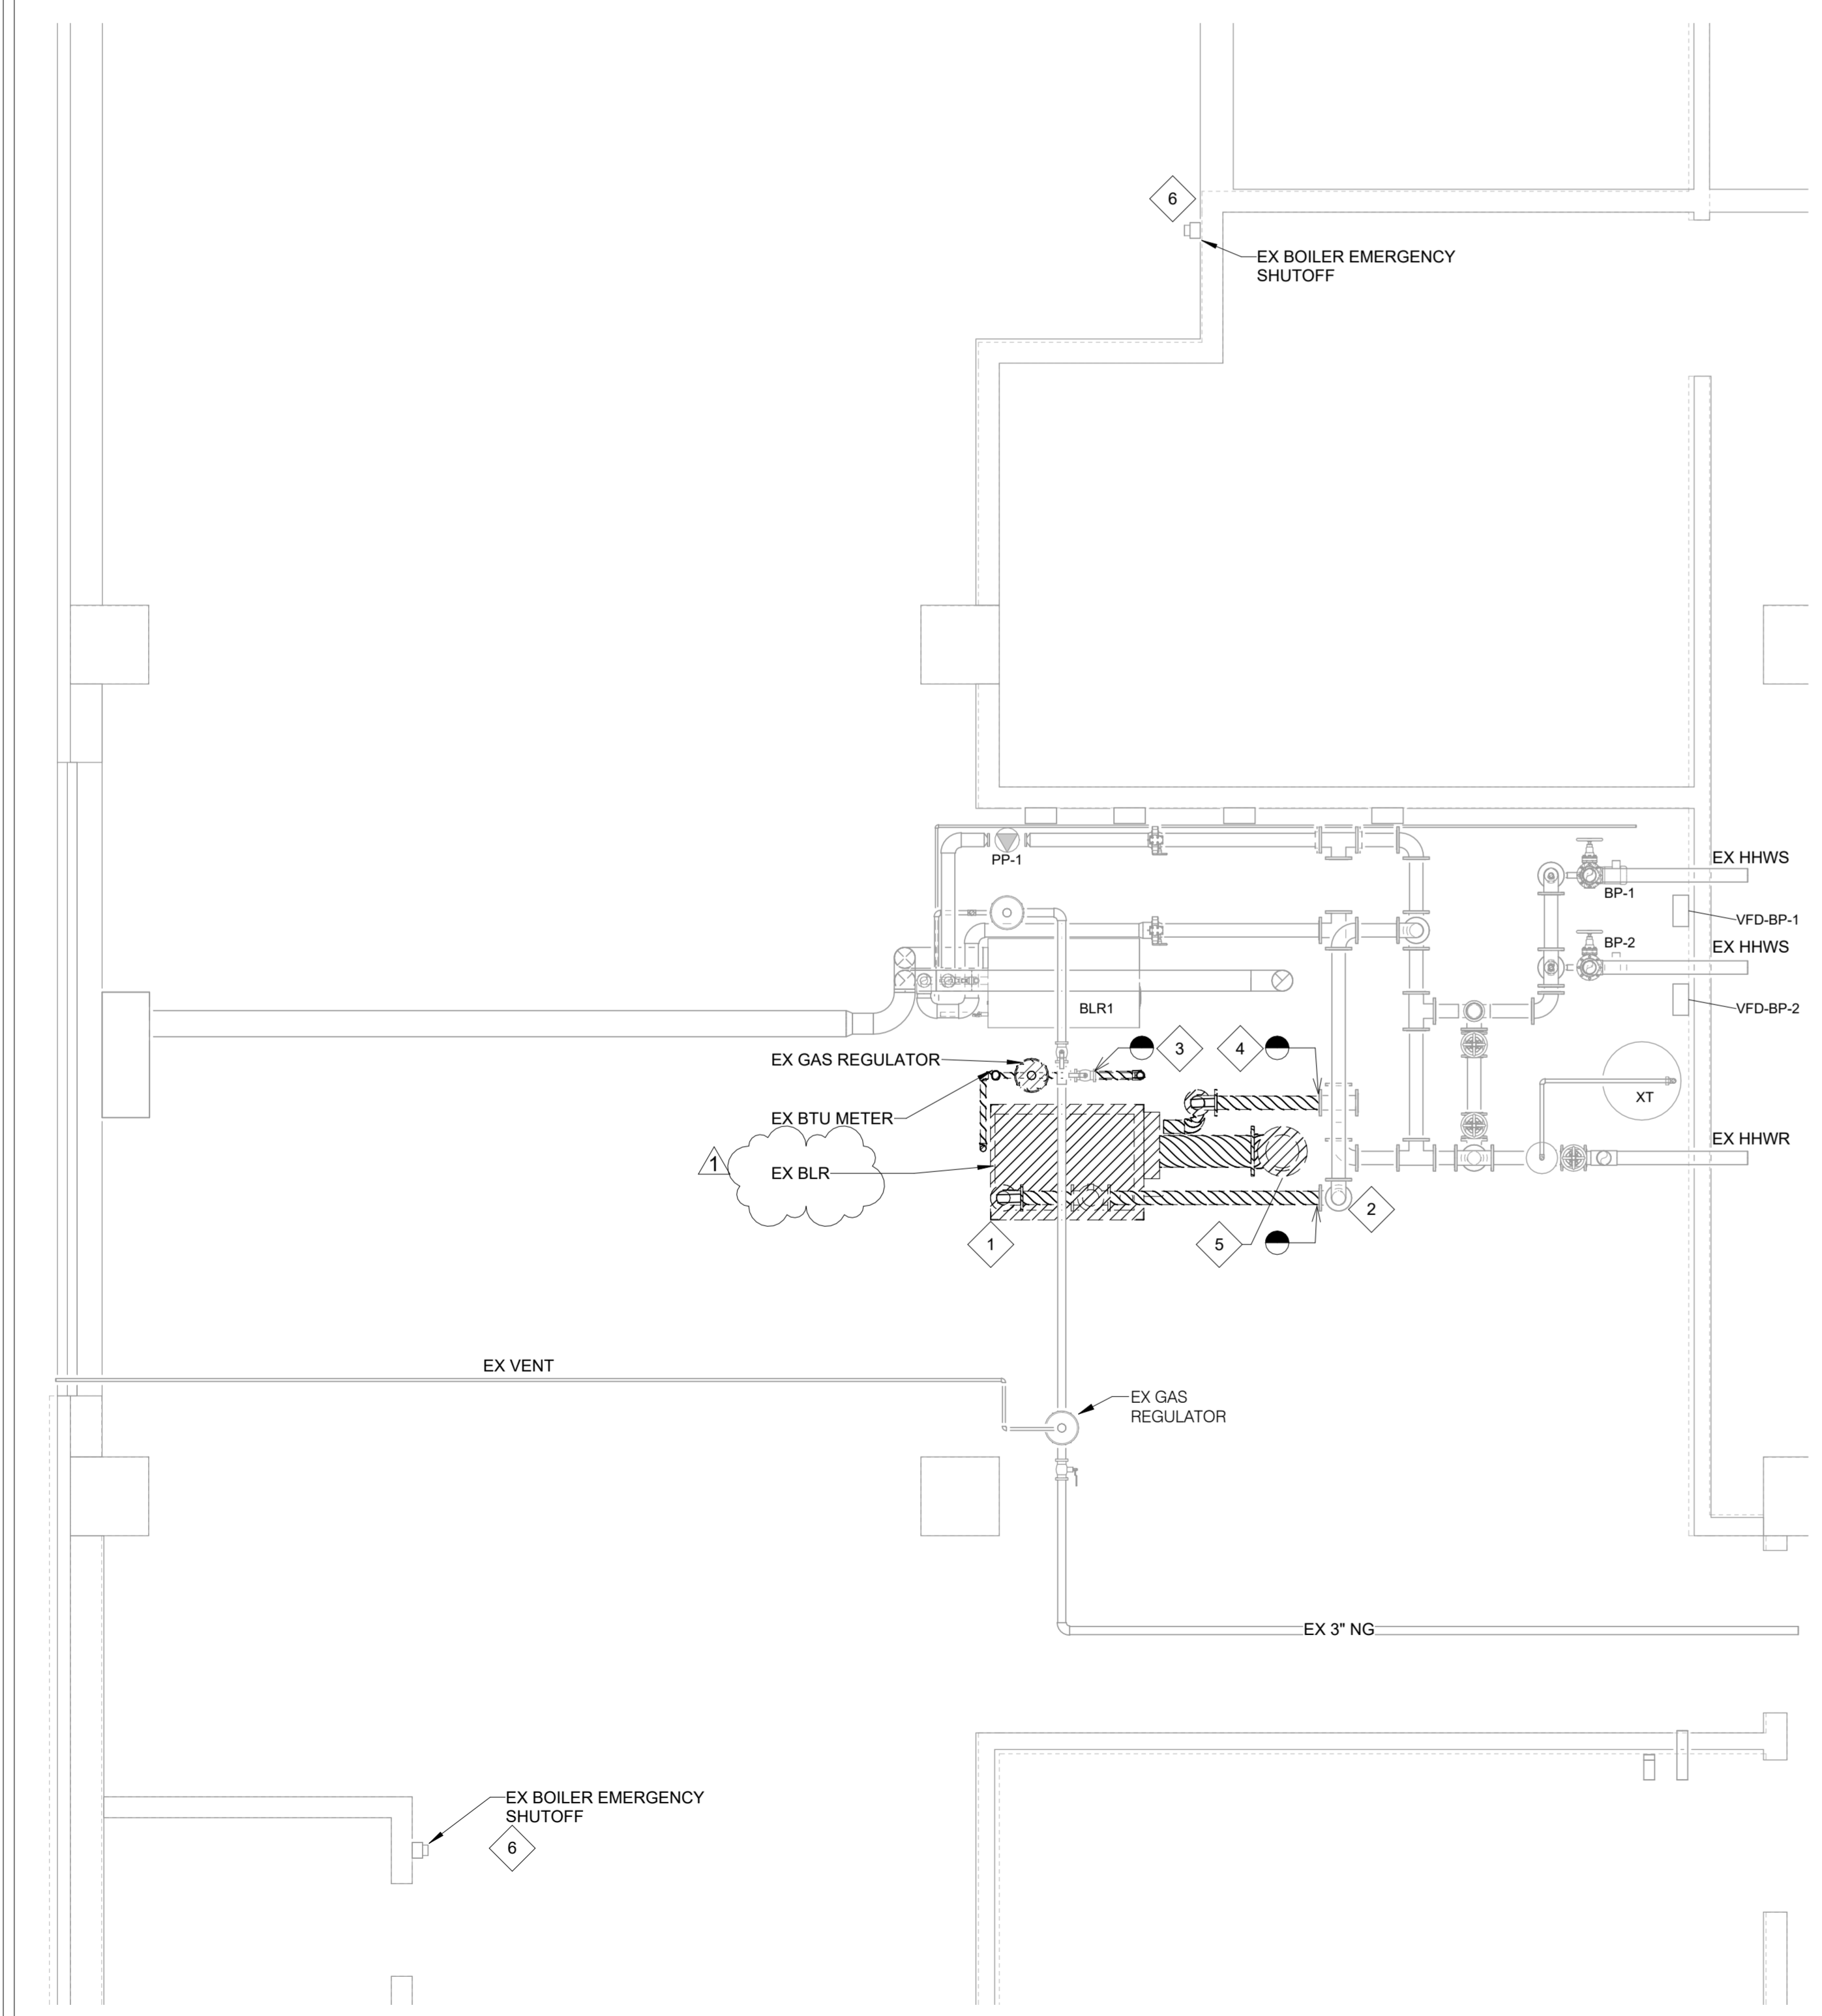 6
EX BOILER EMERGENCY
SHUTOFF
PP-1
EX HHWS
BP-1
VFD-BP-1
BP-2
EX HHWS
BLR1
VFD-BP-2
EX GAS REGULATOR
3
4
XT
EX BTU METER
EX HHWR
1
EX BLR
2
1
5
EX VENT
EX GAS
REGULATOR
EX 3" NG
EX BOILER EMERGENCY
SHUTOFF
6